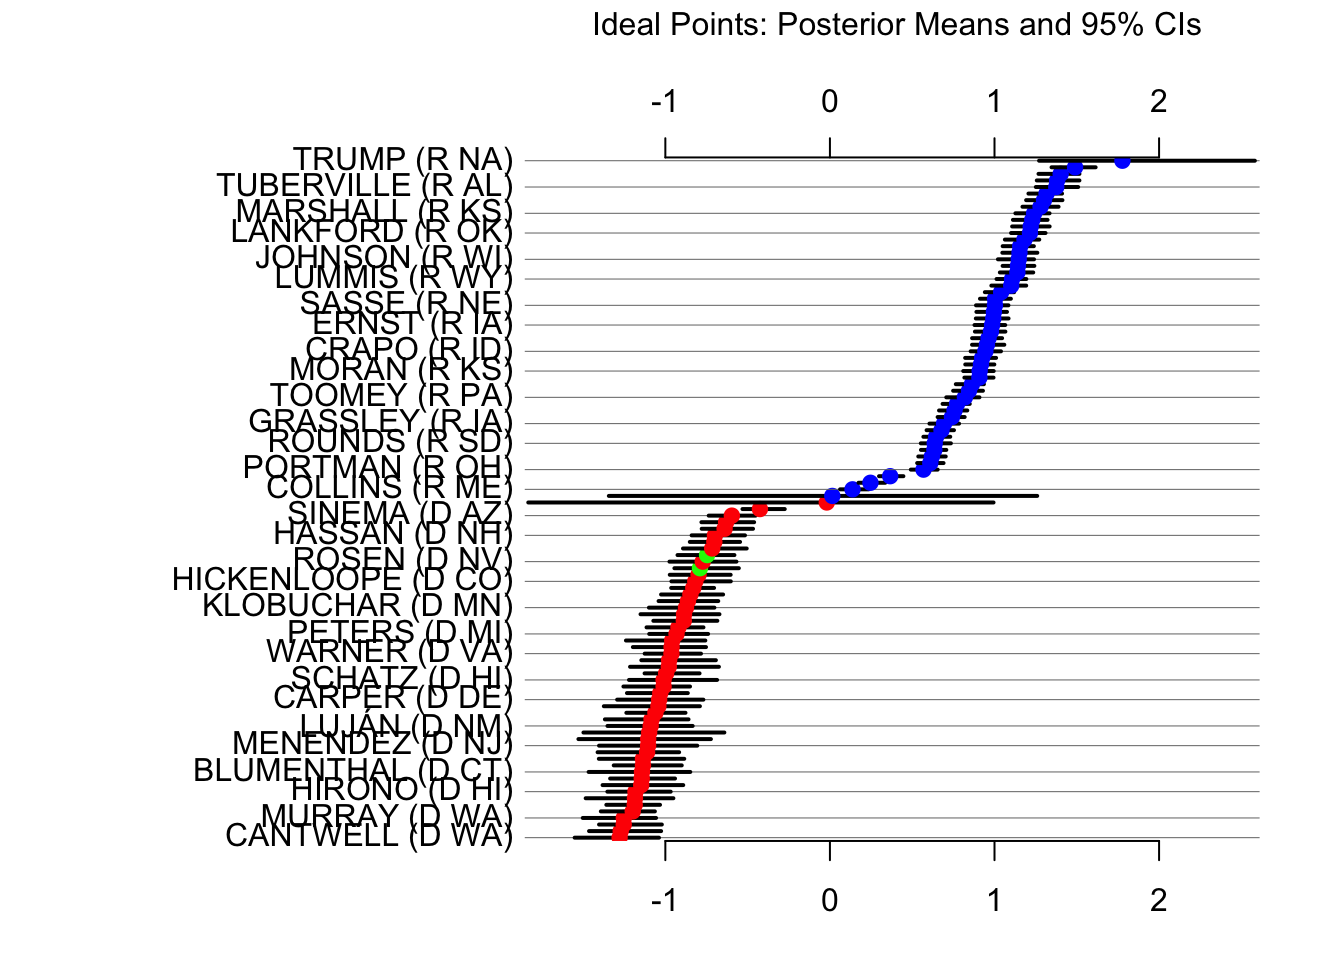 Ideal Points: Posterior Means and 95% CIs
-1 0 1 2
TRUMP (R NA)
TUBERVILLE (R AL)
MARSHALL (R KS)
LANKFORD (R OK)
JOHNSON (R WI)
LUMMIS (R WY)
SASSE (R NE)
ERNST (R IA)
CRAPO (R ID)
MORAN (R KS)
TOOMEY (R PA)
GRASSLEY (R IA)
ROUNDS (R SD)
PORTMAN (R OH)
COLLINS (R ME)
SINEMA (D AZ)
HASSAN (D NH)
ROSEN (D NV)
HICKENLOOPE (D CO)
KLOBUCHAR (D MN)
PETERS (D MI)
WARNER (D VA)
SCHATZ (D HI)
CARPER (D DE)
LUJÁN (D NM)
MENENDEZ (D NJ)
BLUMENTHAL (D CT)
HIRONO (D HI)
MURRAY (D WA)
CANTWELL (D WA)
-1 0 1 2